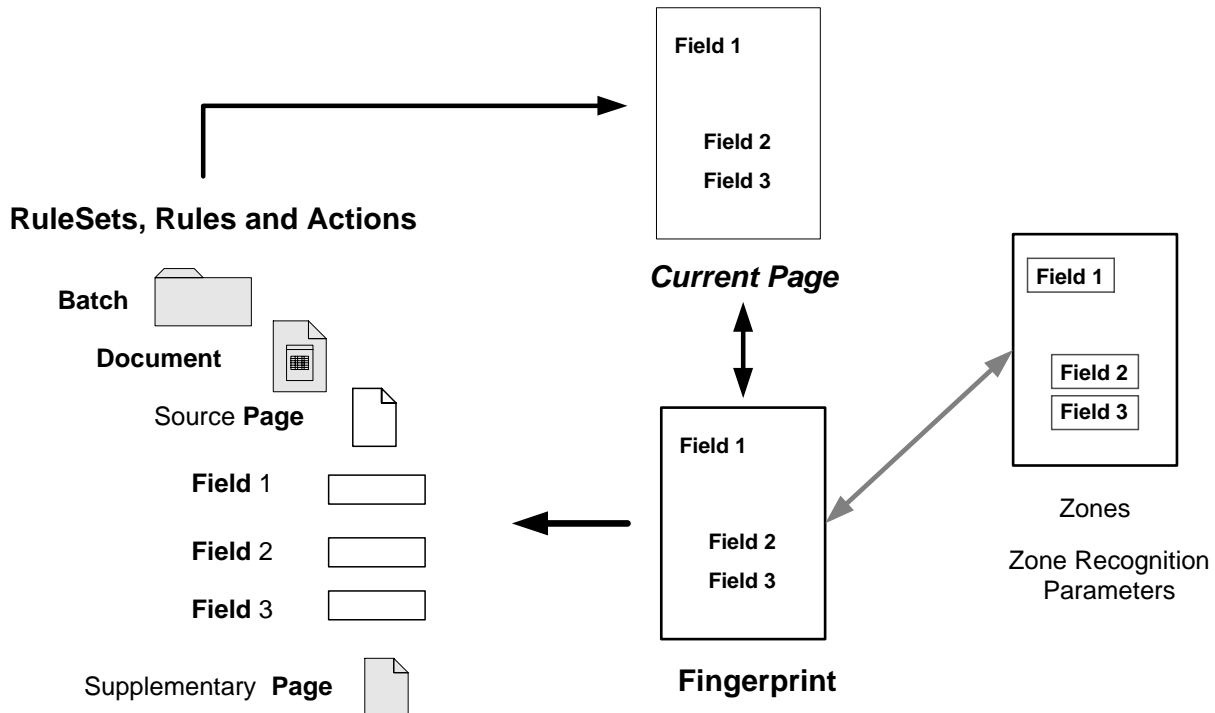 Field 1
Field 2
Field 3
RuleSets, Rules and Actions
Current Page
Batch
Document
Source Page
Field 1
Field 2
Field 3
Supplementary Page
Field 1
Field 2
Field 3
Fingerprint
Field 1
Field 2
Field 3
Zones
Zone Recognition
Parameters